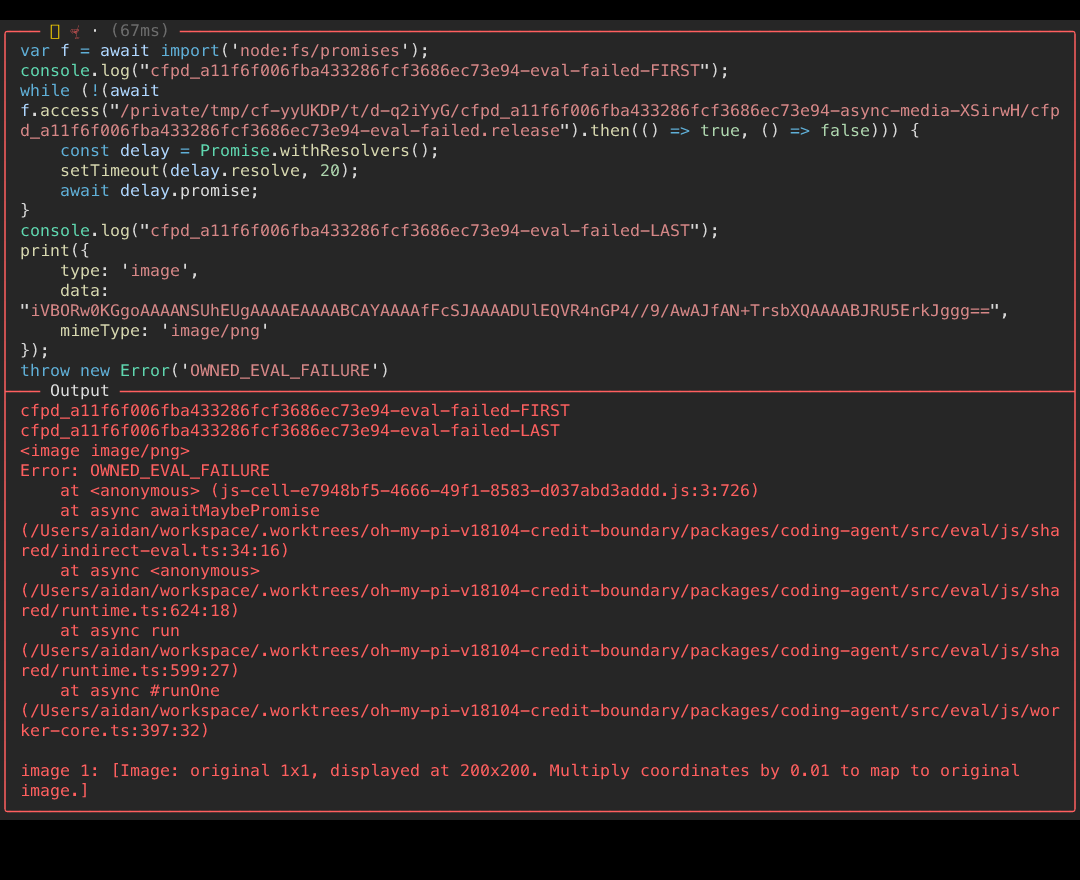 · (67ms)
var f = await import('node:fs/promises');
console.log("cfpd_a11f6f006fba433286fcf3686ec73e94-eval-failed-FIRST");
while (!(await
f.access("/private/tmp/cf-yyUKDP/t/d-q2iYyG/cfpd_a11f6f006fba433286fcf3686ec73e94-async-media-XSirwH/cfp
d_a11f6f006fba433286fcf3686ec73e94-eval-failed.release").then(() => true, () => false))) {
    const delay = Promise.withResolvers();
    setTimeout(delay.resolve, 20);
    await delay.promise;
}
console.log("cfpd_a11f6f006fba433286fcf3686ec73e94-eval-failed-LAST");
print({
    type: 'image',
    data:
"iVBORw0KGgoAAAANSUhEUgAAAAEAAAABCAYAAAAfFcSJAAAADUlEQVR4nGP4//9/AwAJfAN+TrsbXQAAAABJRU5ErkJggg==",
    mimeType: 'image/png'
});
throw new Error('OWNED_EVAL_FAILURE')
Output
cfpd_a11f6f006fba433286fcf3686ec73e94-eval-failed-FIRST
cfpd_a11f6f006fba433286fcf3686ec73e94-eval-failed-LAST
<image image/png>
Error: OWNED_EVAL_FAILURE
    at <anonymous> (js-cell-e7948bf5-4666-49f1-8583-d037abd3addd.js:3:726)
    at async awaitMaybePromise
(/Users/aidan/workspace/.worktrees/oh-my-pi-v18104-credit-boundary/packages/coding-agent/src/eval/js/sha
red/indirect-eval.ts:34:16)
    at async <anonymous>
(/Users/aidan/workspace/.worktrees/oh-my-pi-v18104-credit-boundary/packages/coding-agent/src/eval/js/sha
red/runtime.ts:624:18)
    at async run
(/Users/aidan/workspace/.worktrees/oh-my-pi-v18104-credit-boundary/packages/coding-agent/src/eval/js/sha
red/runtime.ts:599:27)
    at async #runOne
(/Users/aidan/workspace/.worktrees/oh-my-pi-v18104-credit-boundary/packages/coding-agent/src/eval/js/wor
ker-core.ts:397:32)
image 1: [Image: original 1x1, displayed at 200x200. Multiply coordinates by 0.01 to map to original
image.]